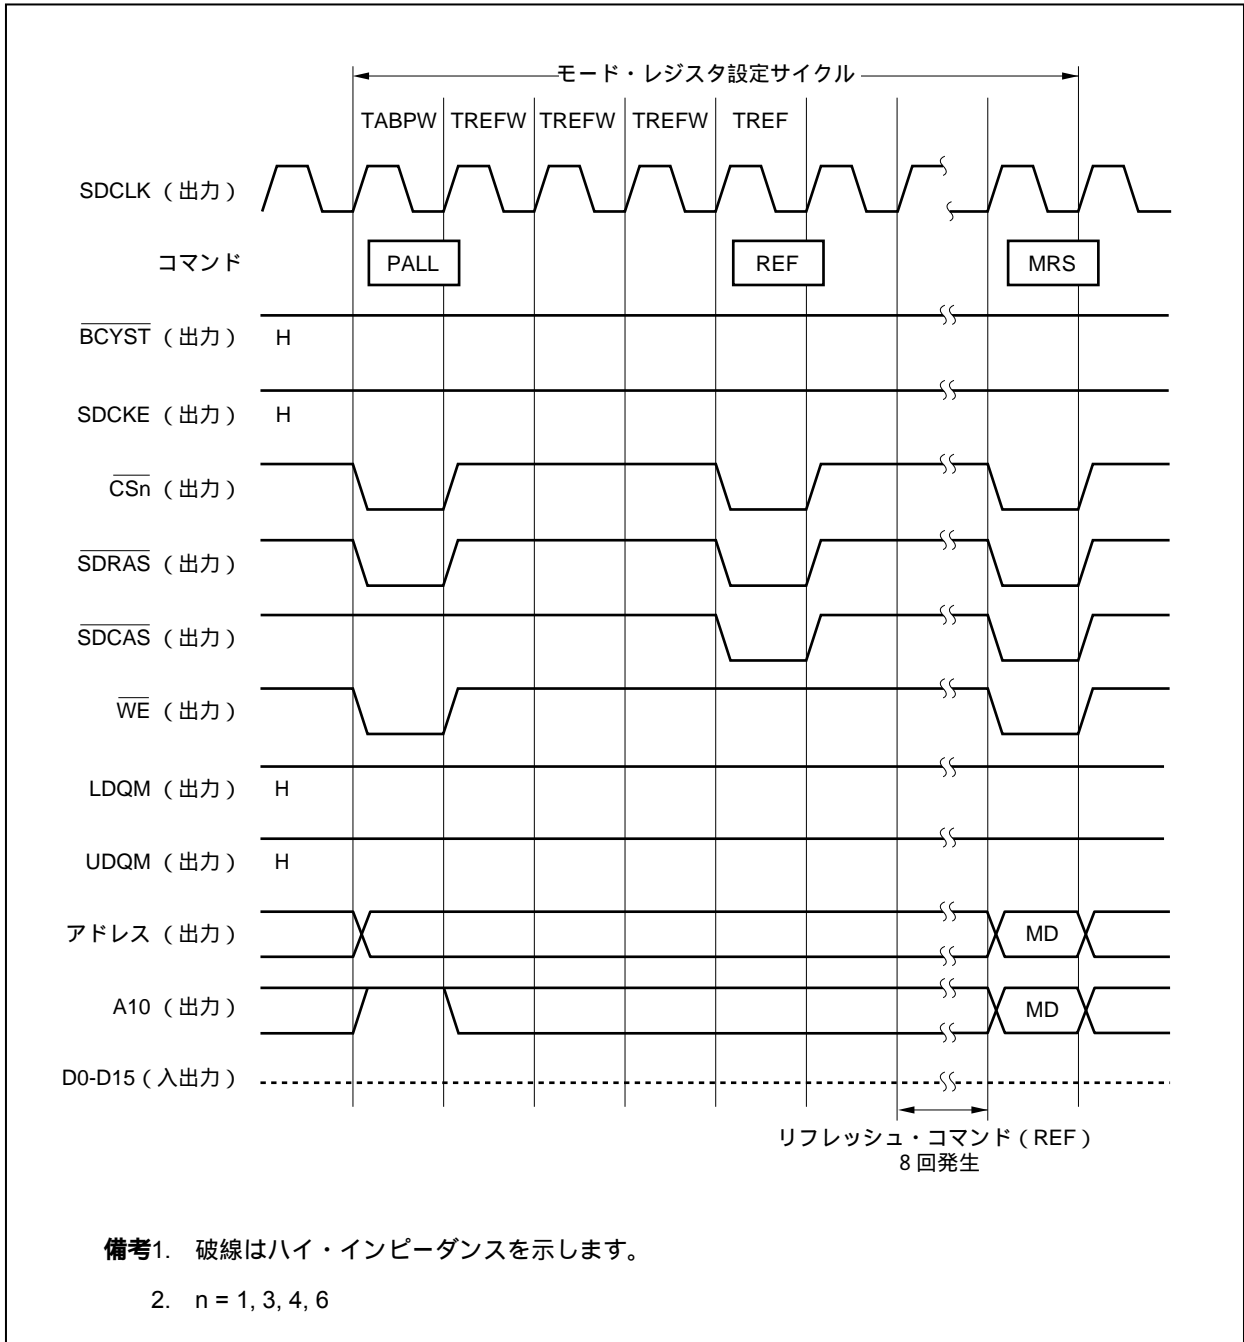 モード・レジスタ設定サイクル
TABPW TREFW TREFW TREFW TREF
SDCLK（出力）
コマンド PALL REF MRS
BCYST（出力） H
SDCKE（出力） H
CSn（出力）
SDRAS（出力）
SDCAS（出力）
WE（出力）
LDQM（出力） H
UDQM（出力） H
アドレス（出力） MD
A10（出力） MD
D0-D15（入出力）
リフレッシュ・コマンド（REF）
8回発生
備考1. 破線はハイ・インピーダンスを示します。
2. n = 1, 3, 4, 6